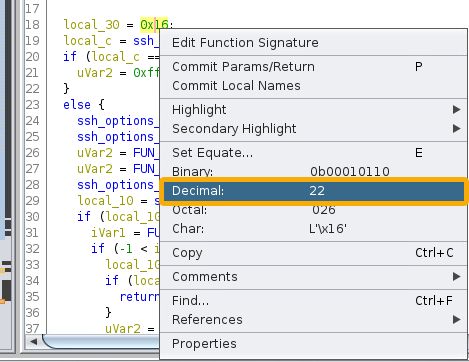 17
18 local_30 = 0x16;
19 local_c = ssh_
20 if (local_c ==
21 uVar2 = 0xff
22 }
23 else {
24 ssh_options_
25 ssh_options_
26 uVar2 = FUN_
27 uVar2 = FUN_
28 ssh_options_
29 local_10 = s
30 if (local_10
31 iVar1 = FU
32 if (-1 < i
33 local_10
34 if (loca
35 return
36 }
37 uVar2 =
Edit Function Signature
Commit Params/Return P
Commit Local Names
Highlight
Secondary Highlight
Set Equate... E
Binary: 0b00010110
Decimal: 22
Octal: 026
Char: L'\x16'
Copy Ctrl+C
Comments
Find... Ctrl+F
References
Properties